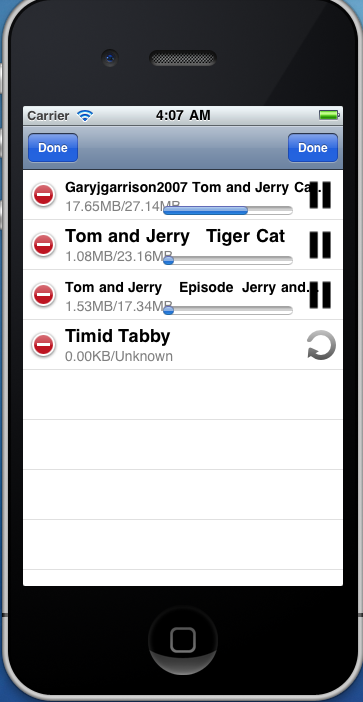 Carrier 4:07 AM
Done Done
Garyjgarrison2007 Tom and Jerry Ca...
17.65MB/27.14MB
Tom and Jerry Tiger Cat
1.08MB/23.16MB
Tom and Jerry Episode Jerry and...
1.53MB/17.34MB
Timid Tabby
0.00KB/Unknown